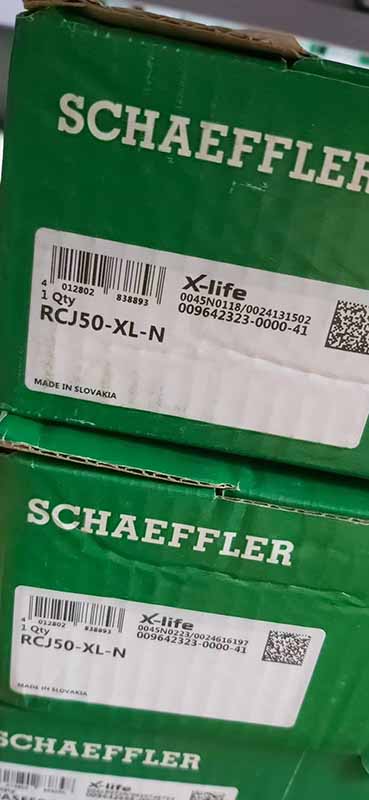 SCHAEFFLER
4 012802 838893
1 Qty
RCJ50-XL-N
X-life
0045N0118/0024131502
009642323-0000-41
MADE IN SLOVAKIA
SCHAEFFLER
4 012802 838893
1 Qty
RCJ50-XL-N
X-life
0045N0223/0024616197
009642323-0000-41
MADE IN SLOVAKIA
SCHAEFFLER
X-life